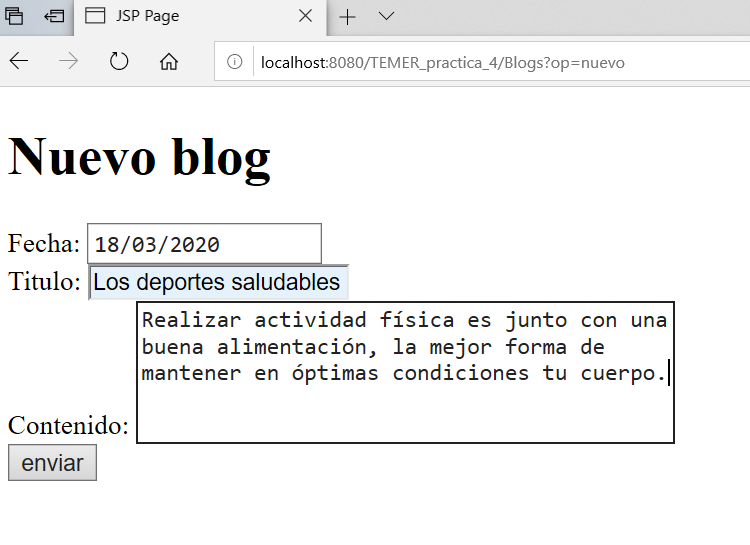 JSP Page
localhost:8080/TEMER_practica_4/Blogs?op=nuevo
Nuevo blog
Fecha: 18/03/2020
Titulo: Los deportes saludables
Realizar actividad física es junto con una
buena alimentación, la mejor forma de
mantener en óptimas condiciones tu cuerpo.
Contenido:
enviar